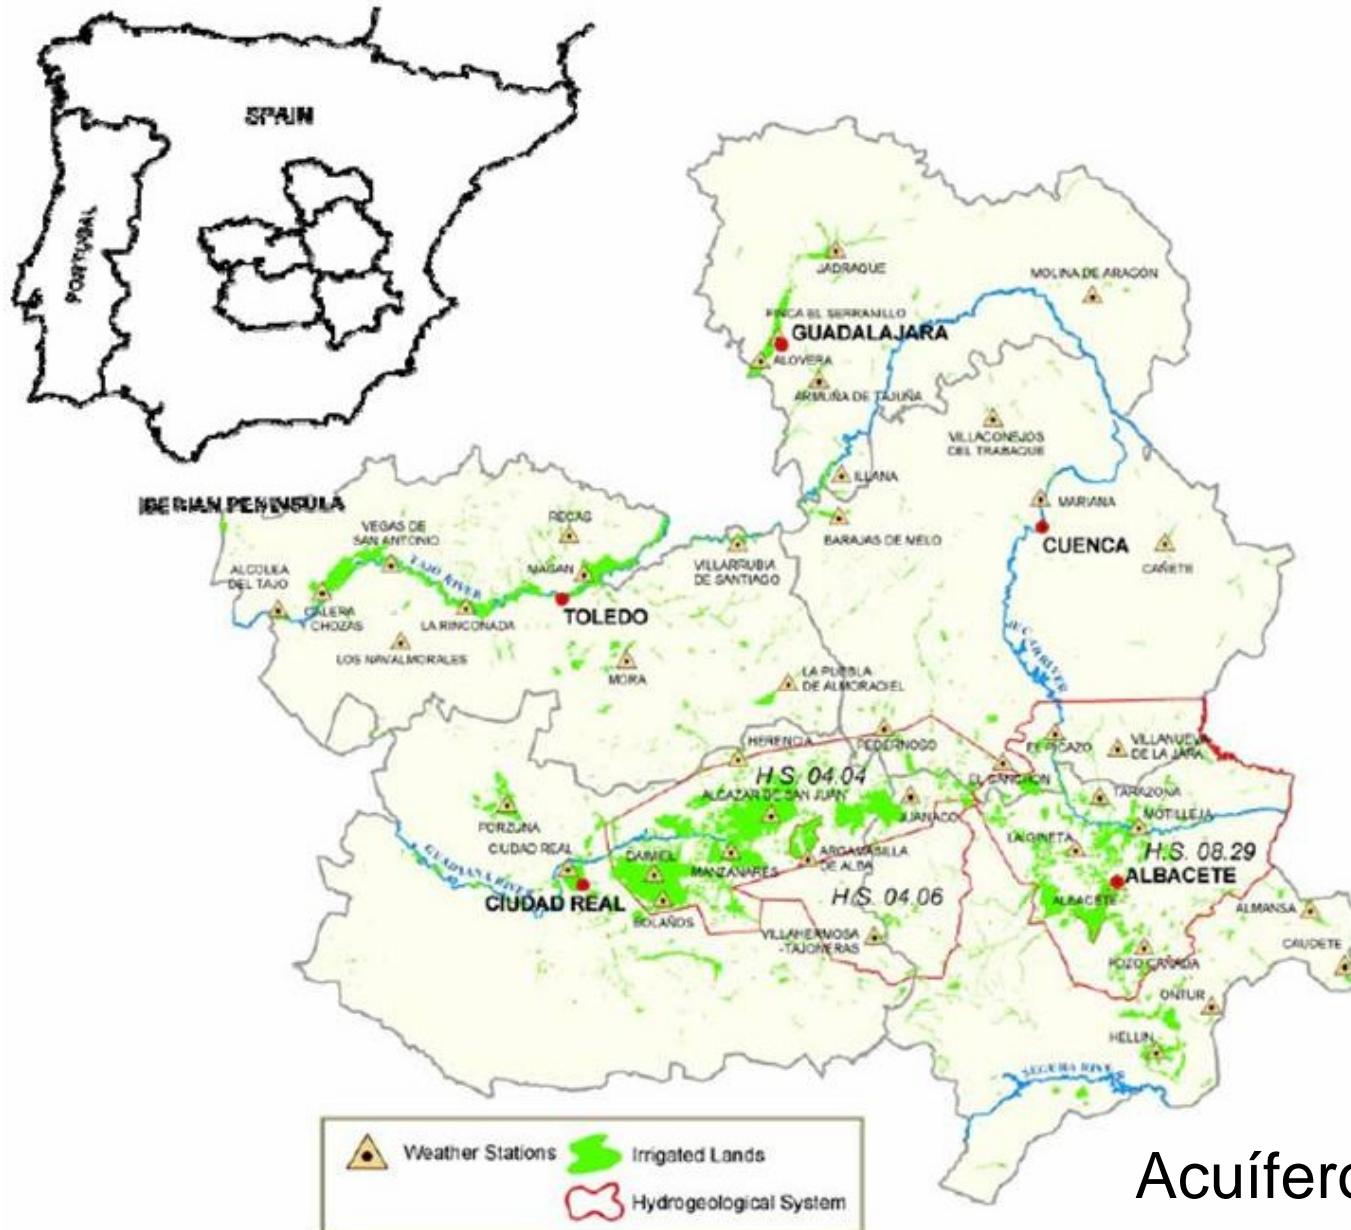 SPAIN
PORTUGAL
IBERIAN PENINSULA
JADRAQUE
MOLINA DE ARAGÓN
FINCA EL SERRANILLO
GUADALAJARA
ALOVERA
ARMUÑA DE TAJUÑA
VILLACONEJOS
DEL TRABAQUE
ILLANA
MARIANA
BARAJAS DE MELO
CUENCA
CAÑETE
VEGAS DE
SAN ANTONIO
RECAS
ALCOLEA
DEL TAJO
TAJO RIVER
MAGAN
VILLARRUBIA
DE SANTIAGO
CALERA
Y CHOZAS
LA RINCONADA
TOLEDO
LOS NAVALMORALES
MORA
JUCAR RIVER
LA PUEBLA
DE ALMORADIEL
HERENCIA
PEDERNOSO
EL PICAZO
VILLANUEVA
DE LA JARA
H.S. 04.04
ALCAZAR DE SAN JUAN
EL SANCHON
TARAZONA
PORZUNA
JUANACO
MOTILLEJA
CIUDAD REAL
DAIMIEL
MANZANARES
ARGAMASILLA
DE ALBA
LA GINETA
H.S. 08.29
GUADIANA RIVER
CIUDAD REAL
H.S. 04.06
ALBACETE
ALBACETE
BOLAÑOS
ALMANSA
VILLAHERMOSA
-TAJONERAS
CAUDETE
POZO CAÑADA
ONTUR
HELLIN
SEGURA RIVER
Weather Stations
Irrigated Lands
Hydrogeological System
Acuífero